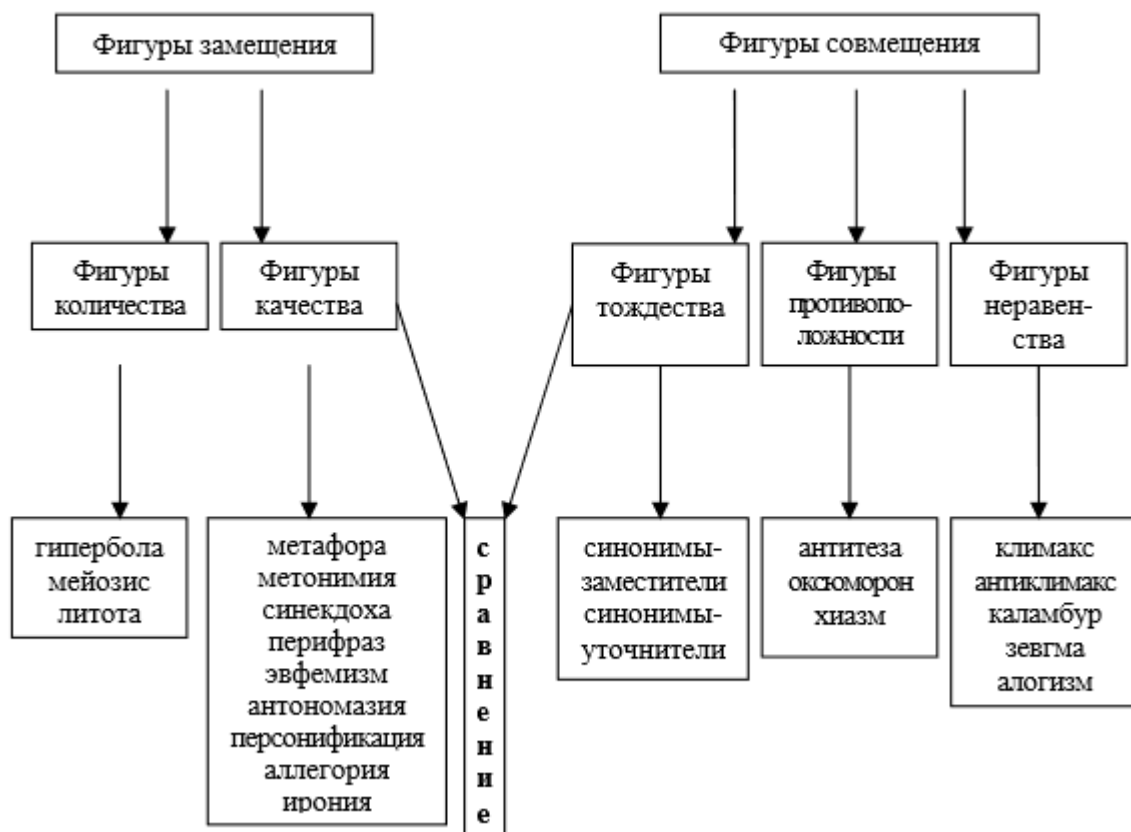 Фигуры замещения
Фигуры совмещения
Фигуры
количества
Фигуры
качества
Фигуры
тождества
Фигуры
противопо-
ложности
Фигуры
неравен-
ства
гипербола
мейозис
литота
метафора
метонимия
синекдоха
перифраз
эвфемизм
антономазия
персонификация
аллегория
ирония
с
р
а
в
н
е
н
и
е
синонимы-
заместители
синонимы-
уточнители
антитеза
оксюморон
хиазм
климакс
антиклимакс
каламбур
зевгма
алогизм